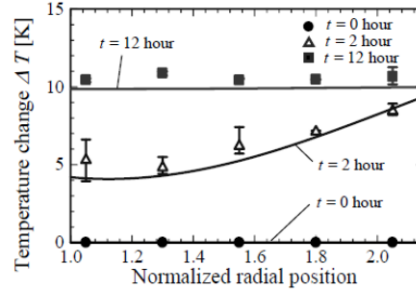 Temperature change Δ T [K]
15
10
5
0
t = 0 hour
t = 2 hour
t = 12 hour
t = 12 hour
t = 2 hour
t = 0 hour
1.0 1.2 1.4 1.6 1.8 2.0
Normalized radial position